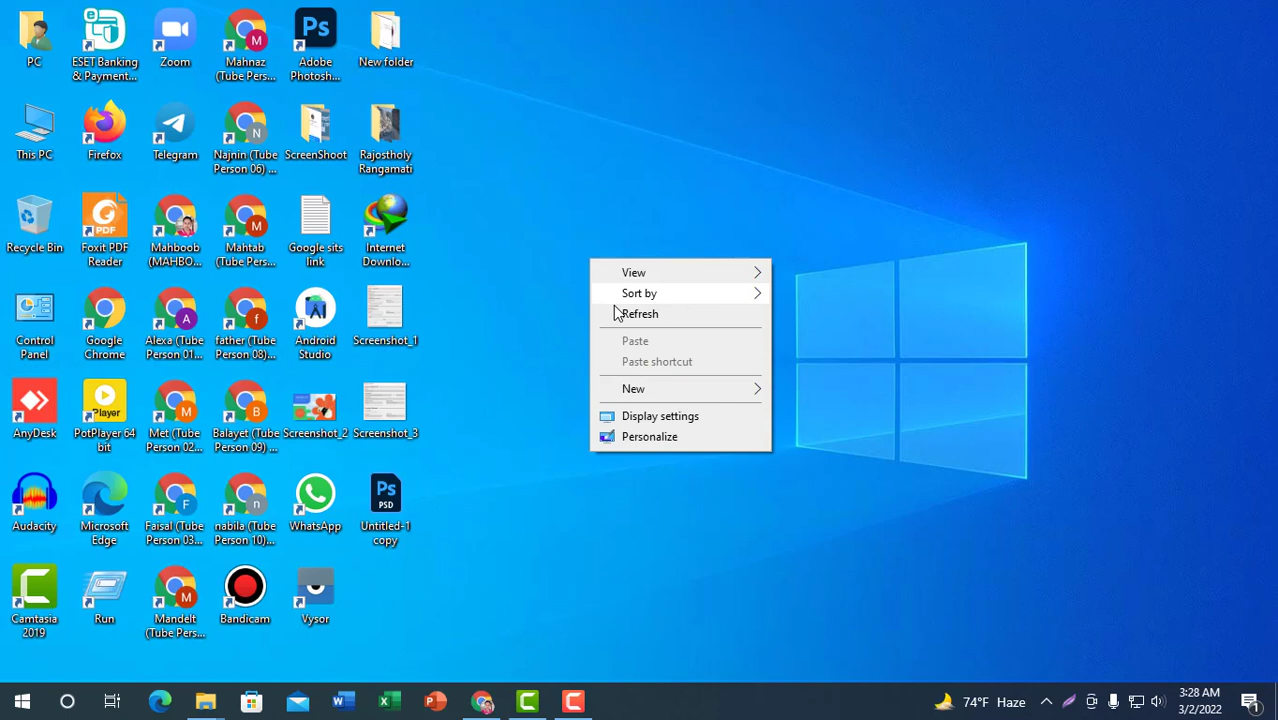 PC
ESET Banking
& Payment...
Zoom
Mahnaz
(Tube Pers...
Adobe
Photosh...
New folder
This PC
Firefox
Telegram
Najnin (Tube
Person 06) ...
ScreenShoot
Rajostholy
Rangamati
Recycle Bin
Foxit PDF
Reader
Mahboob
(MAHBO...
Mahtab
(Tube Pers...
Google sits
link
Internet
Downlo...
Control
Panel
Google
Chrome
Alexa (Tube
Person 01...
father (Tube
Person 08)...
Android
Studio
Screenshot_1
AnyDesk
PotPlayer 64
bit
Met (Tube
Person 02...
Balayet (Tube
Person 09) ...
Screenshot_2
Screenshot_3
Audacity
Microsoft
Edge
Faisal (Tube
Person 03...
nabila (Tube
Person 10)...
WhatsApp
Untitled-1
copy
Camtasia
2019
Run
Mandelt
(Tube Pers...
Bandicam
Vysor
View
Sort by
Refresh
Paste
Paste shortcut
New
Display settings
Personalize
74°F Haze
3:28 AM
3/2/2022